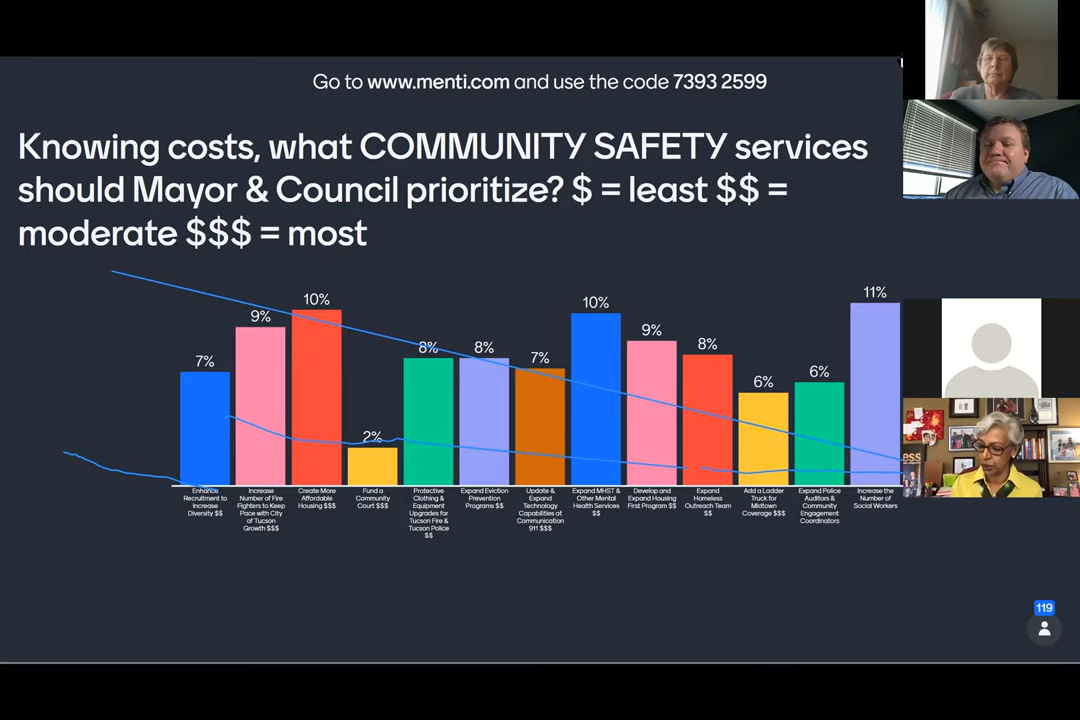 Go to www.menti.com and use the code 7393 2599
Knowing costs, what COMMUNITY SAFETY services
should Mayor & Council prioritize? $ = least $$ =
moderate $$$ = most
7%
9%
10%
2%
8%
8%
7%
10%
9%
8%
6%
6%
11%
Enhance
Recruitment to
Increase
Diversity $$
Increase
Number of Fire
Fighters to Keep
Pace with City
of Tucson
Growth $$$
Create More
Affordable
Housing $$$
Fund a
Community
Court $$$
Protective
Clothing &
Equipment
Upgrades for
Tucson Fire &
Tucson Police
$$
Expand Eviction
Prevention
Programs $$
Update &
Expand
Technology
Capabilities at
Communication
911 $$$
Expand MHST &
Other Mental
Health Services
$$
Develop and
Expand Housing
First Program $$
Expand
Homeless
Outreach Team
$$
Add a Ladder
Truck for
Midtown
Coverage $$$
Expand Police
Auditors &
Community
Engagement
Coordinators
Increase the
Number of
Social Workers
119